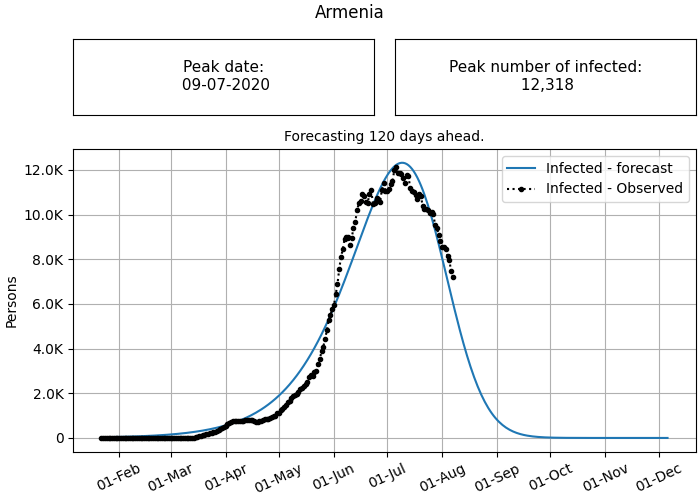 Armenia
Peak date:
09-07-2020
Peak number of infected:
12,318
Forecasting 120 days ahead.
Infected - forecast
Infected - Observed
Persons
12.0K
10.0K
8.0K
6.0K
4.0K
2.0K
0
01-Feb
01-Mar
01-Apr
01-May
01-Jun
01-Jul
01-Aug
01-Sep
01-Oct
01-Nov
01-Dec